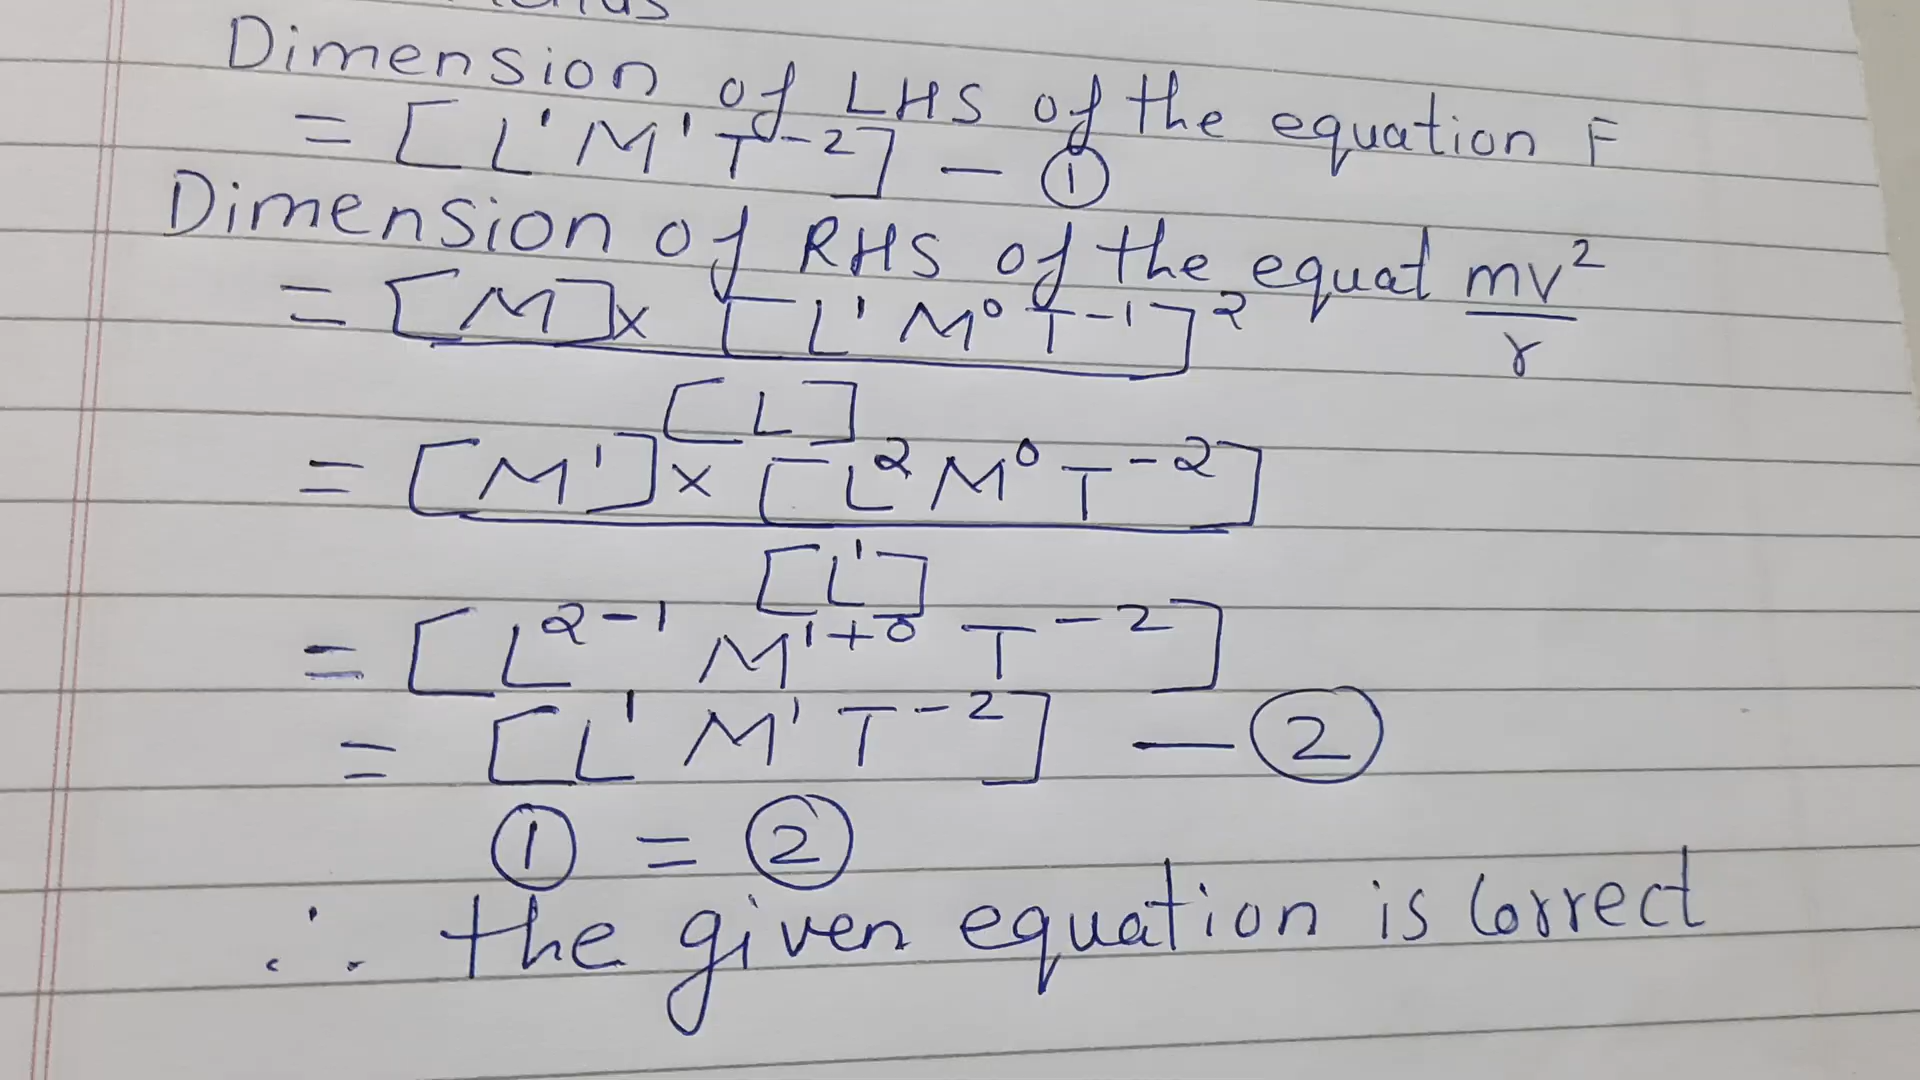 Dimension of LHS of the equation F
= [L¹M¹T⁻²] — ①
Dimension of RHS of the equat mv²/r
= [M] x [L¹M⁰T⁻¹]²
[L]
= [M¹] x [L²M⁰T⁻²]
[L¹]
= [L²⁻¹ M¹⁺⁰ T⁻²]
= [L¹M¹T⁻²] — ②
① = ②
∴ the given equation is correct